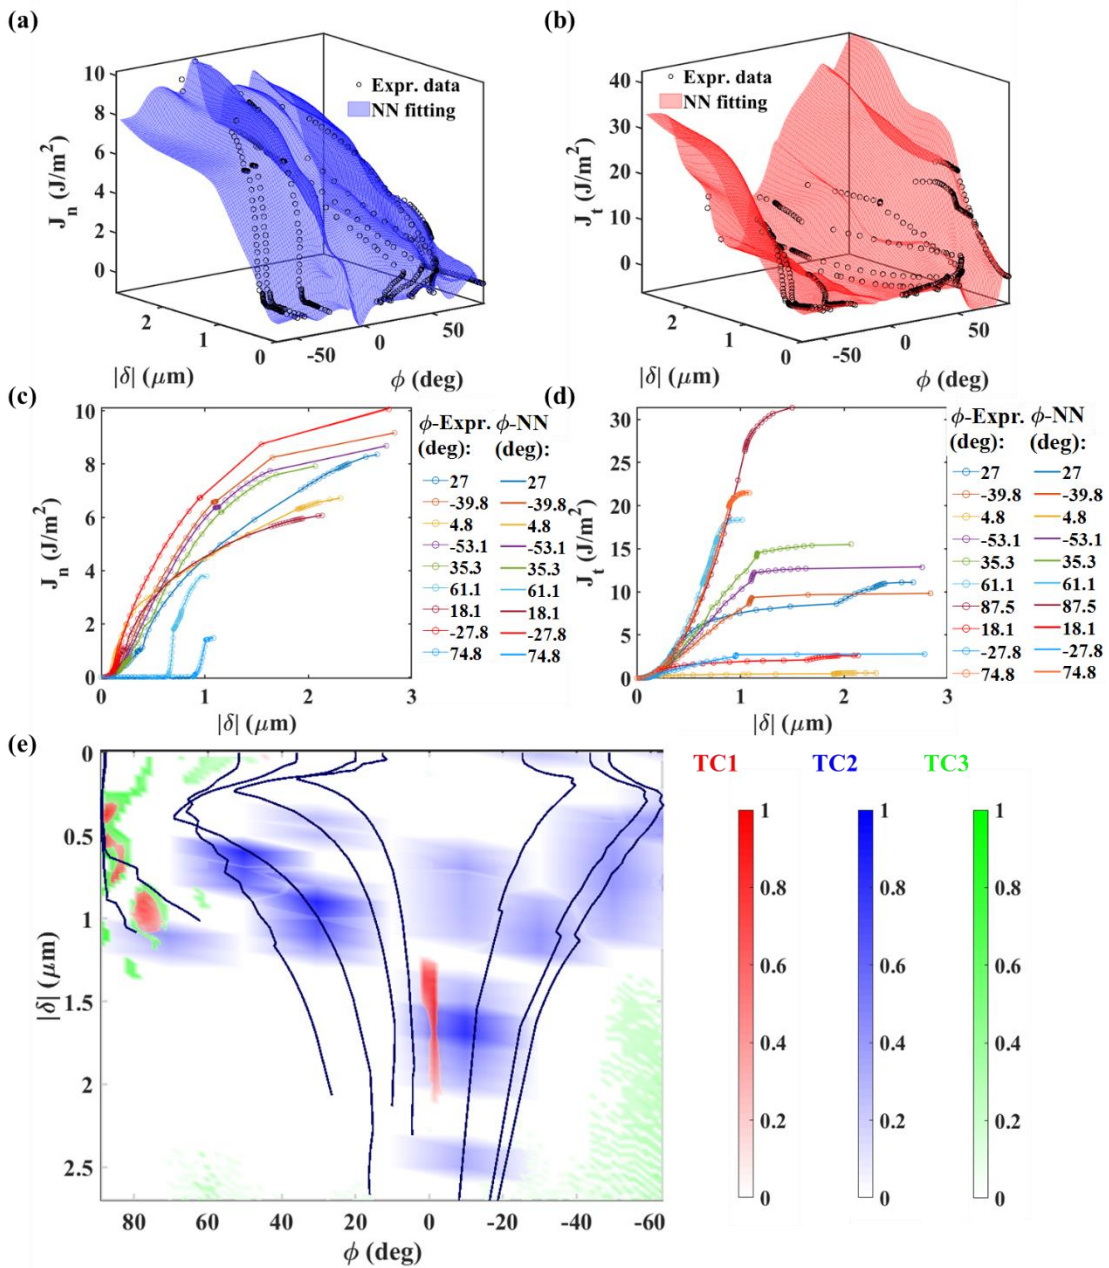 (a)
(b)
10
8
6
4
2
0
J_n (J/m²)
Expr. data
NN fitting
2
1
0
-50
0
50
|δ| (μm)
ϕ (deg)
40
30
20
10
0
J_t (J/m²)
Expr. data
NN fitting
2
1
0
-50
0
50
|δ| (μm)
ϕ (deg)
(c)
(d)
10
8
6
4
2
0
J_n (J/m²)
0 1 2 3
|δ| (μm)
ϕ-Expr. ϕ-NN
(deg): (deg):
27 27
-39.8 -39.8
4.8 4.8
-53.1 -53.1
35.3 35.3
61.1 61.1
18.1 18.1
-27.8 -27.8
74.8 74.8
30
25
20
15
10
5
0
J_t (J/m²)
0 1 2 3
|δ| (μm)
ϕ-Expr. ϕ-NN
(deg): (deg):
27 27
-39.8 -39.8
4.8 4.8
-53.1 -53.1
35.3 35.3
61.1 61.1
87.5 87.5
18.1 18.1
-27.8 -27.8
74.8 74.8
(e)
0
0.5
1
1.5
2
2.5
|δ| (μm)
80 60 40 20 0 -20 -40 -60
ϕ (deg)
TC1 TC2 TC3
1 1 1
0.8 0.8 0.8
0.6 0.6 0.6
0.4 0.4 0.4
0.2 0.2 0.2
0 0 0